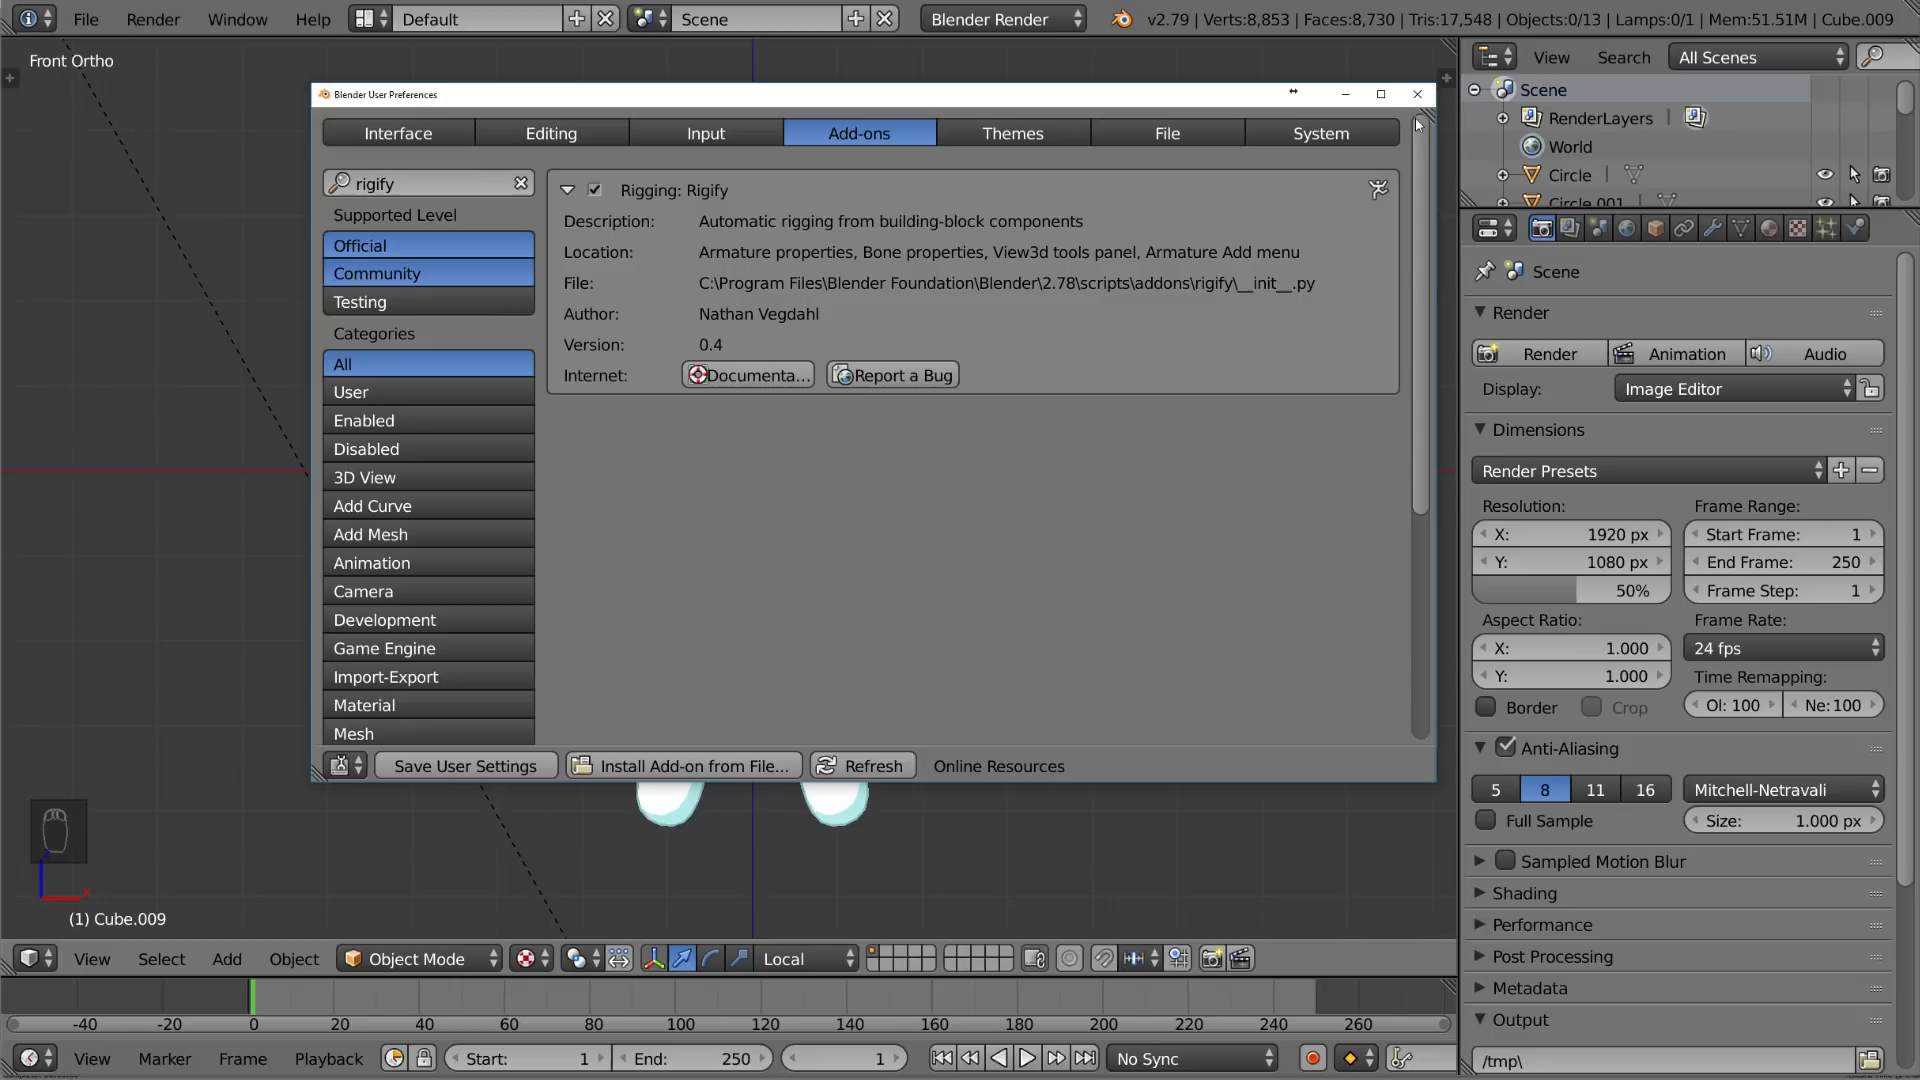 File Render Window Help Default Scene Blender Render v2.79 | Verts:8,853 | Faces:8,730 | Tris:17,548 | Objects:0/13 | Lamps:0/1 | Mem:51.51M | Cube.009
Front Ortho
Blender User Preferences
Interface Editing Input Add-ons Themes File System
rigify
Supported Level
Official
Community
Testing
Categories
All
User
Enabled
Disabled
3D View
Add Curve
Add Mesh
Animation
Camera
Development
Game Engine
Import-Export
Material
Mesh
Rigging: Rigify
Description: Automatic rigging from building-block components
Location: Armature properties, Bone properties, View3d tools panel, Armature Add menu
File: C:\Program Files\Blender Foundation\Blender\2.78\scripts\addons\rigify\__init__.py
Author: Nathan Vegdahl
Version: 0.4
Internet: Documenta... Report a Bug
Save User Settings Install Add-on from File... Refresh Online Resources
View Search All Scenes
Scene
RenderLayers
World
Circle
Circle.001
Scene
Render
Render Animation Audio
Display: Image Editor
Dimensions
Render Presets
Resolution: Frame Range:
X: 1920 px Start Frame: 1
Y: 1080 px End Frame: 250
50% Frame Step: 1
Aspect Ratio: Frame Rate:
X: 1.000 24 fps
Y: 1.000 Time Remapping:
Border Crop Ol: 100 Ne:100
Anti-Aliasing
5 8 11 16 Mitchell-Netravali
Full Sample Size: 1.000 px
Sampled Motion Blur
Shading
Performance
Post Processing
Metadata
Output
/tmp\
z
x
(1) Cube.009
View Select Add Object Object Mode Local
-40 -20 0 20 40 60 80 100 120 140 160 180 200 220 240 260
View Marker Frame Playback Start: 1 End: 250 1 No Sync